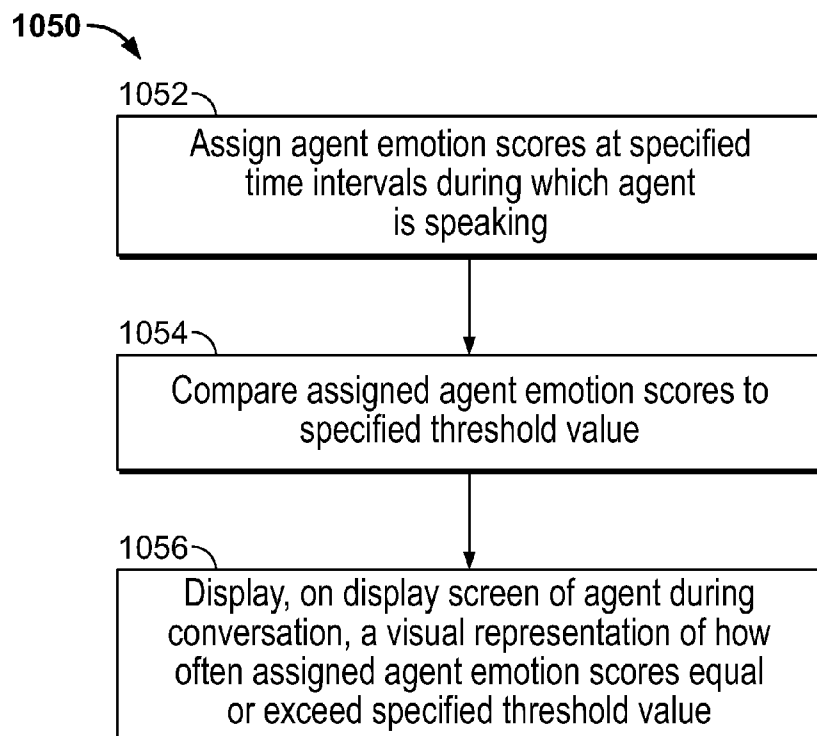 1050
1052
Assign agent emotion scores at specified
time intervals during which agent
is speaking
1054
Compare assigned agent emotion scores to
specified threshold value
1056
Display, on display screen of agent during
conversation, a visual representation of how
often assigned agent emotion scores equal
or exceed specified threshold value